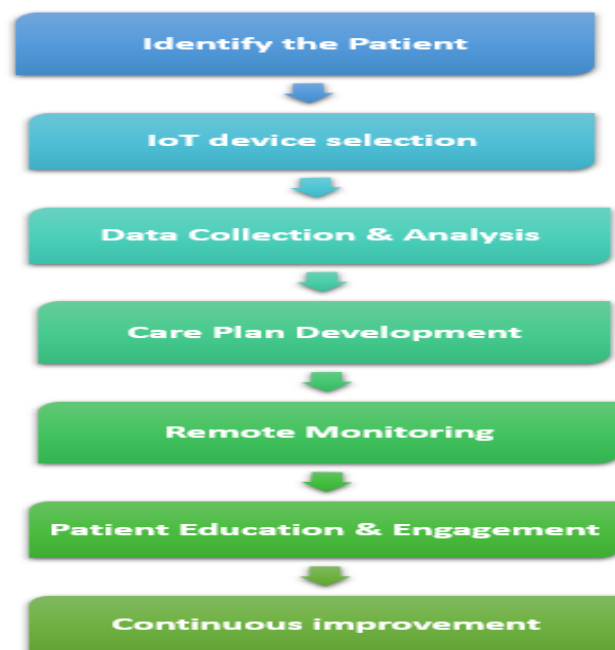 Identify the Patient
IoT device selection
Data Collection & Analysis
Care Plan Development
Remote Monitoring
Patient Education & Engagement
Continuous improvement